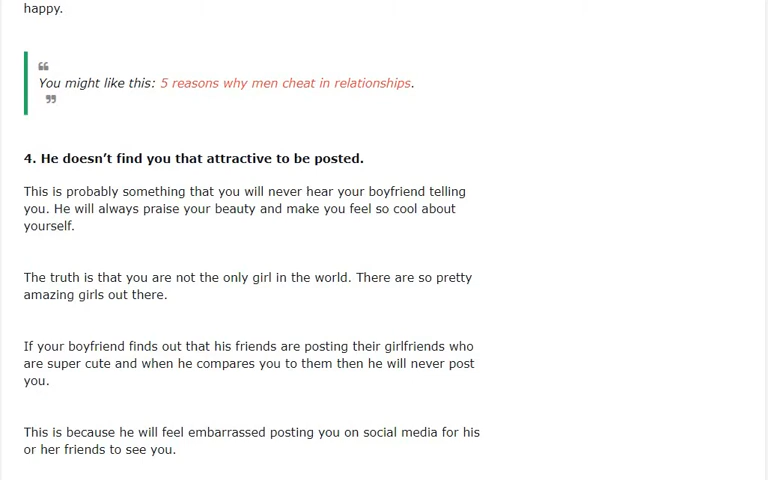 happy.
❝
You might like this: 5 reasons why men cheat in relationships.
❞
4. He doesn’t find you that attractive to be posted.
This is probably something that you will never hear your boyfriend telling
you. He will always praise your beauty and make you feel so cool about
yourself.
The truth is that you are not the only girl in the world. There are so pretty
amazing girls out there.
If your boyfriend finds out that his friends are posting their girlfriends who
are super cute and when he compares you to them then he will never post
you.
This is because he will feel embarrassed posting you on social media for his
or her friends to see you.